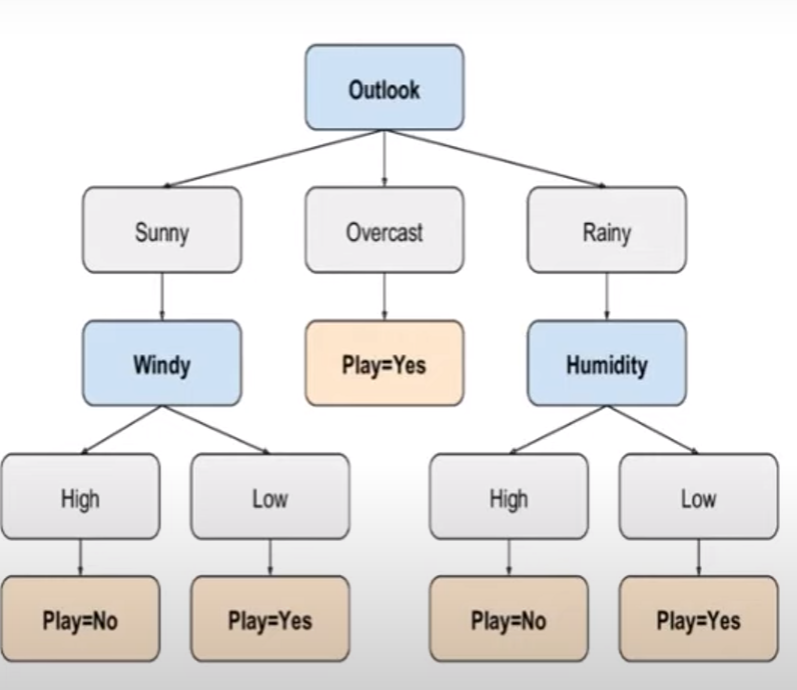 Outlook
Sunny
Overcast
Rainy
Windy
Play=Yes
Humidity
High
Low
High
Low
Play=No
Play=Yes
Play=No
Play=Yes